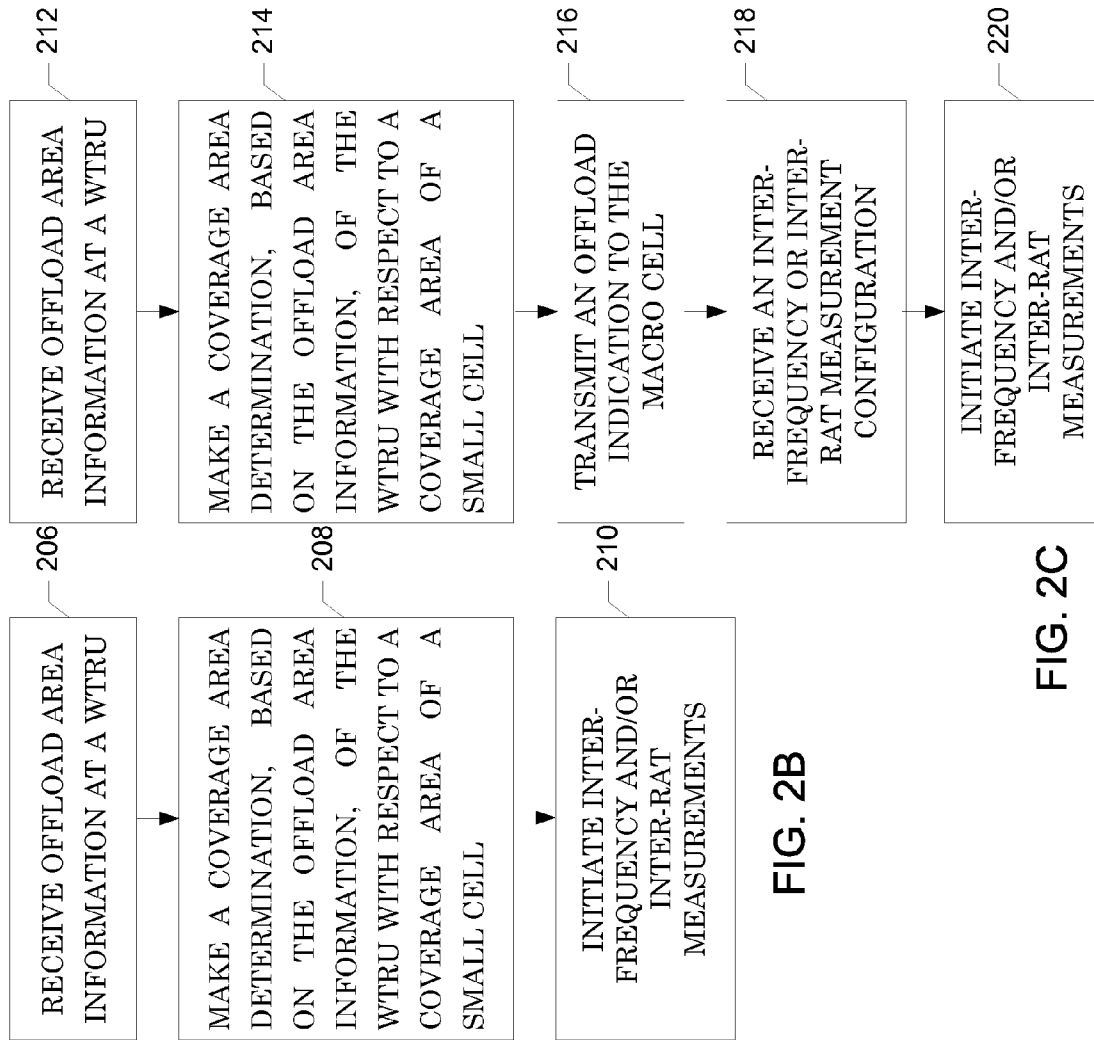 206
RECEIVE OFFLOAD AREA
INFORMATION AT A WTRU
208
MAKE A COVERAGE AREA
DETERMINATION, BASED
ON THE OFFLOAD AREA
INFORMATION, OF THE
WTRU WITH RESPECT TO A
COVERAGE AREA OF A
SMALL CELL
210
INITIATE INTER-
FREQUENCY AND/OR
INTER-RAT
MEASUREMENTS
FIG. 2B
212
RECEIVE OFFLOAD AREA
INFORMATION AT A WTRU
214
MAKE A COVERAGE AREA
DETERMINATION, BASED
ON THE OFFLOAD AREA
INFORMATION, OF THE
WTRU WITH RESPECT TO A
COVERAGE AREA OF A
SMALL CELL
216
TRANSMIT AN OFFLOAD
INDICATION TO THE
MACRO CELL
218
RECEIVE AN INTER-
FREQUENCY OR INTER-
RAT MEASUREMENT
CONFIGURATION
220
INITIATE INTER-
FREQUENCY AND/OR
INTER-RAT
MEASUREMENTS
FIG. 2C